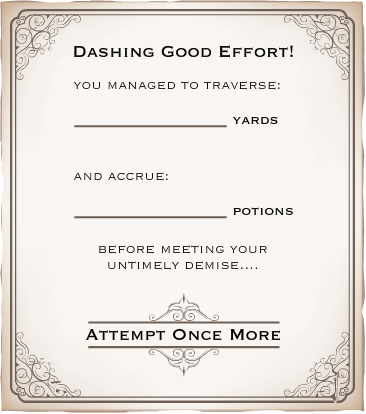 Dashing Good Effort!
You managed to traverse:
yards
and accrue:
potions
before meeting your
untimely demise....
Attempt Once More